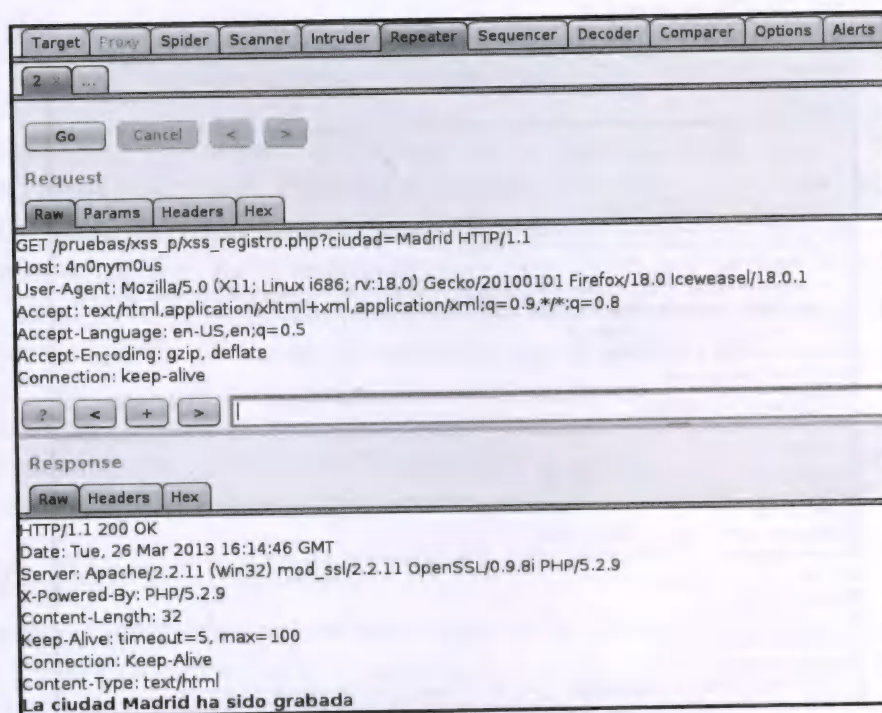 Target Proxy Spider Scanner Intruder Repeater Sequencer Decoder Comparer Options Alerts
2 × ...
Go Cancel < >
Request
Raw Params Headers Hex
GET /pruebas/xss_p/xss_registro.php?ciudad=Madrid HTTP/1.1
Host: 4n0nym0us
User-Agent: Mozilla/5.0 (X11; Linux i686; rv:18.0) Gecko/20100101 Firefox/18.0 Iceweasel/18.0.1
Accept: text/html,application/xhtml+xml,application/xml;q=0.9,*/*;q=0.8
Accept-Language: en-US,en;q=0.5
Accept-Encoding: gzip, deflate
Connection: keep-alive
? < + >
Response
Raw Headers Hex
HTTP/1.1 200 OK
Date: Tue, 26 Mar 2013 16:14:46 GMT
Server: Apache/2.2.11 (Win32) mod_ssl/2.2.11 OpenSSL/0.9.8i PHP/5.2.9
X-Powered-By: PHP/5.2.9
Content-Length: 32
Keep-Alive: timeout=5, max=100
Connection: Keep-Alive
Content-Type: text/html
La ciudad Madrid ha sido grabada